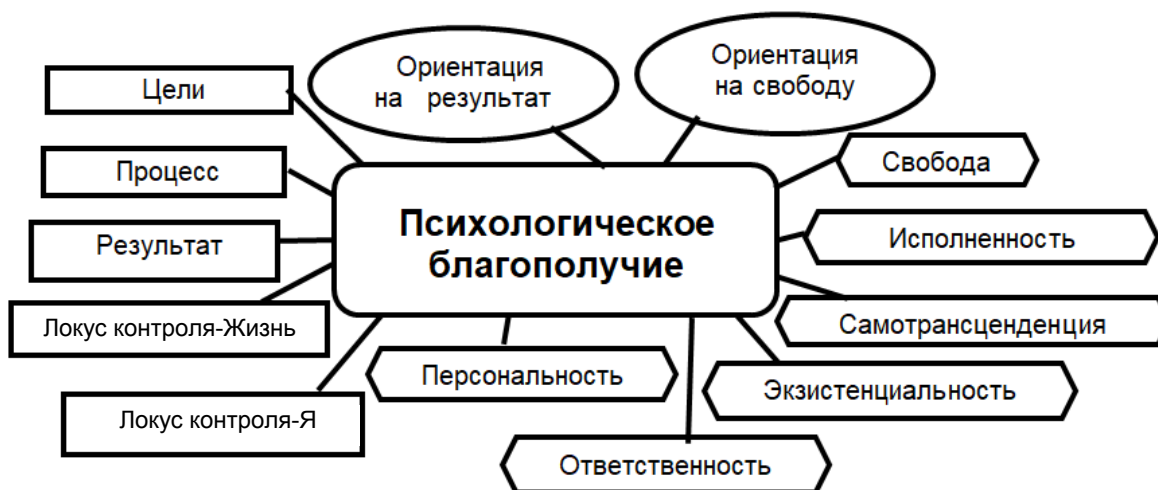 Ориентация
на результат
Ориентация
на свободу
Цели
Свобода
Процесс
Психологическое
благополучие
Исполненность
Результат
Локус контроля-Жизнь
Самотрансценденция
Персональность
Экзистенциальность
Локус контроля-Я
Ответственность